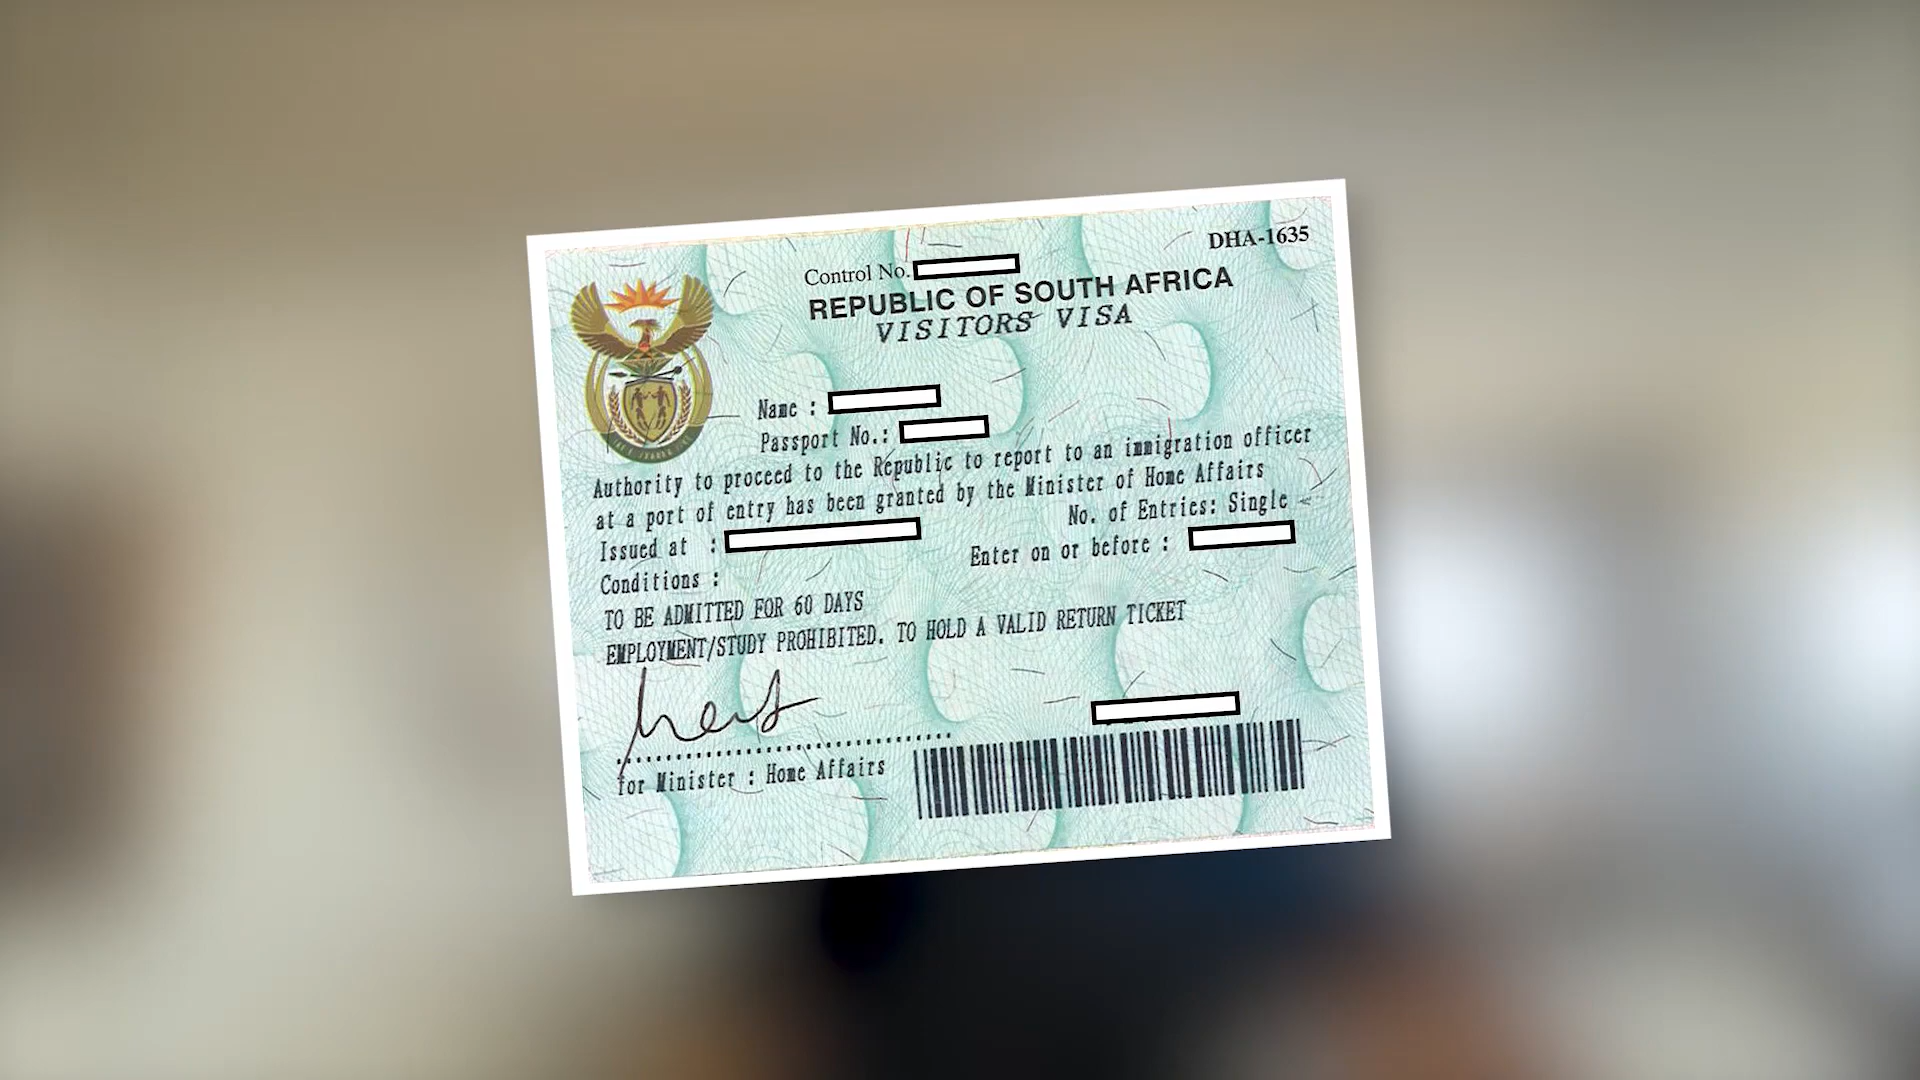 DHA-1635
Control No.
REPUBLIC OF SOUTH AFRICA
VISITORS VISA
Name :
Passport No.:
Authority to proceed to the Republic to report to an immigration officer
at a port of entry has been granted by the Minister of Home Affairs
No. of Entries: Single
Issued at :
Enter on or before :
Conditions :
TO BE ADMITTED FOR 60 DAYS
EMPLOYMENT/STUDY PROHIBITED. TO HOLD A VALID RETURN TICKET
for Minister : Home Affairs